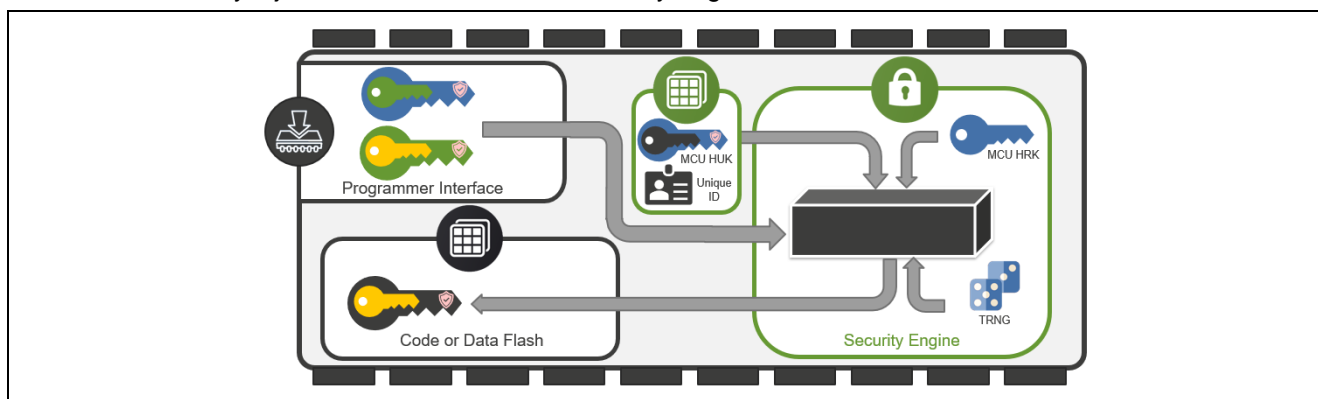 MCU HUK
Unique
ID
MCU HRK
Programmer Interface
Code or Data Flash
TRNG
Security Engine